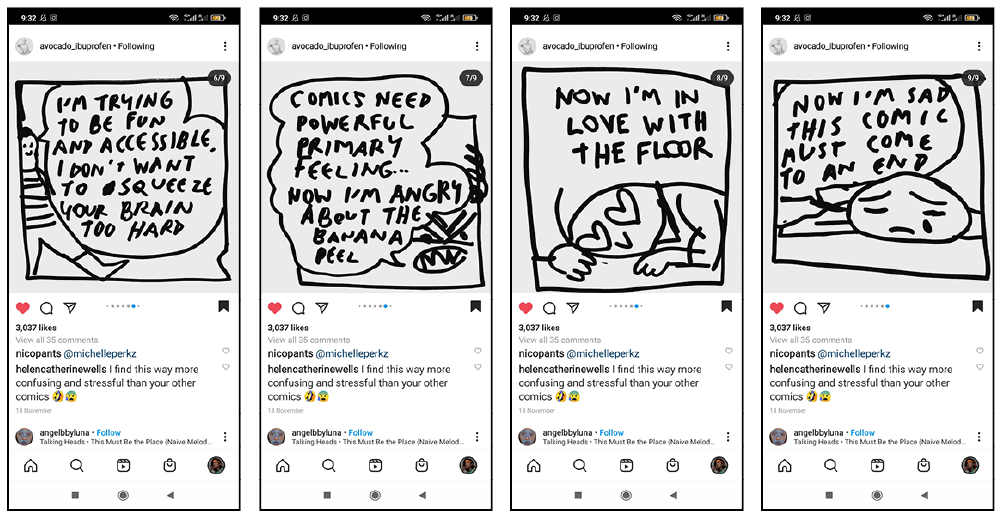 9:32
avocado_ibuprofen • Following
6/9
I'M TRYING
TO BE FUN
AND ACCESSIBLE.
I DON'T WANT
TO SQUEEZE
YOUR BRAIN
TOO HARD
3,037 likes
View all 35 comments
nicopants @michelleperkz
helencatherinewells I find this way more
confusing and stressful than your other
comics 🤣😰
18 November
angelbbyluna • Follow
Talking Heads • This Must Be the Place (Naive Melod...
9:32
avocado_ibuprofen • Following
7/9
COMICS NEED
POWERFUL
PRIMARY
FEELING...
NOW I'M ANGRY
ABOUT THE
BANANA
PEEL
3,037 likes
View all 35 comments
nicopants @michelleperkz
helencatherinewells I find this way more
confusing and stressful than your other
comics 🤣😰
18 November
angelbbyluna • Follow
Talking Heads • This Must Be the Place (Naive Melod...
9:32
avocado_ibuprofen • Following
8/9
NOW I'M IN
LOVE WITH
THE FLOOR
3,037 likes
View all 35 comments
nicopants @michelleperkz
helencatherinewells I find this way more
confusing and stressful than your other
comics 🤣😰
18 November
angelbbyluna • Follow
Talking Heads • This Must Be the Place (Naive Melod...
9:32
avocado_ibuprofen • Following
9/9
NOW I'M SAD
THIS COMIC
MUST COME
TO AN END
3,037 likes
View all 35 comments
nicopants @michelleperkz
helencatherinewells I find this way more
confusing and stressful than your other
comics 🤣😰
18 November
angelbbyluna • Follow
Talking Heads • This Must Be the Place (Naive Melod...